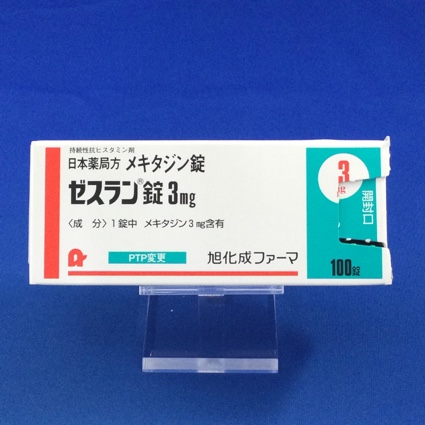 持続性抗ヒスタミン剤
日本薬局方 メキタジン錠
ゼスラン®錠3mg
〈成 分〉1錠中 メキタジン3mg含有
PTP変更
旭化成ファーマ
3
開封口
100錠